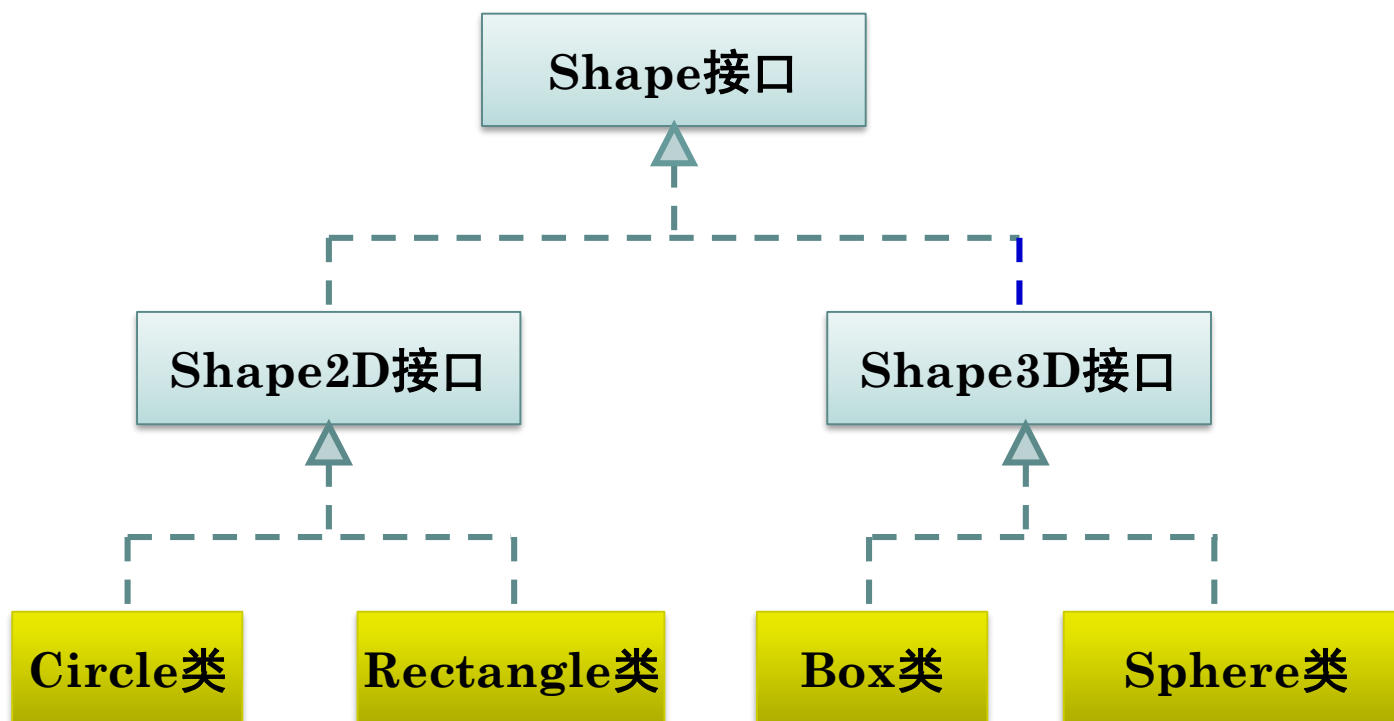 Shape接口
Shape2D接口
Shape3D接口
Circle类
Rectangle类
Box类
Sphere类